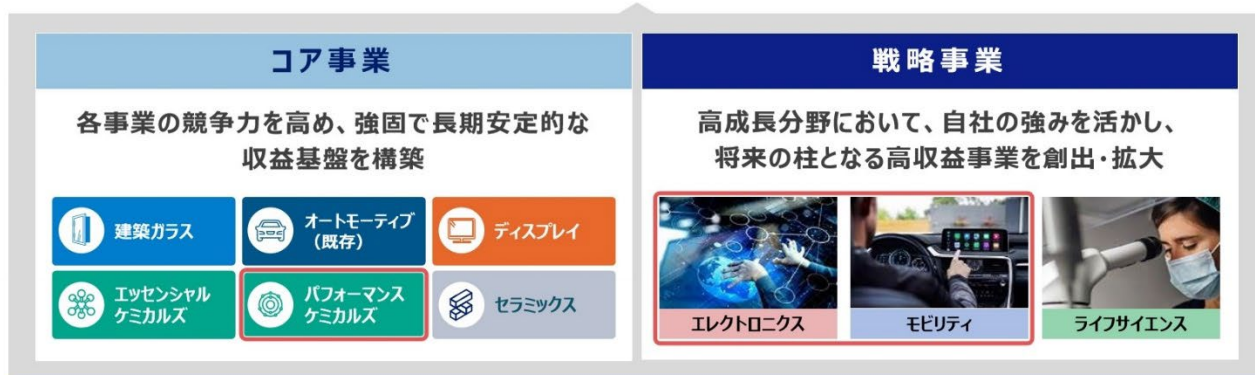 コア事業
各事業の競争力を高め、強固で長期安定的な
収益基盤を構築
建築ガラス
オートモーティブ
(既存)
ディスプレイ
エッセンシャル
ケミカルズ
パフォーマンス
ケミカルズ
セラミックス
戦略事業
高成長分野において、自社の強みを活かし、
将来の柱となる高収益事業を創出・拡大
エレクトロニクス
モビリティ
ライフサイエンス